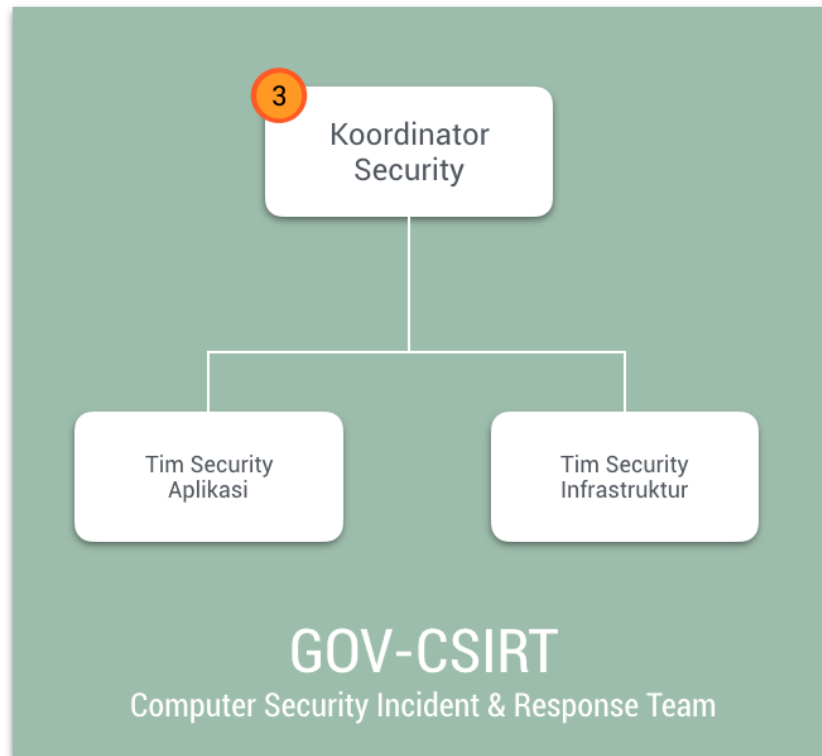 3
Koordinator
Security
Tim Security
Aplikasi
Tim Security
Infrastruktur
GOV-CSIRT
Computer Security Incident & Response Team